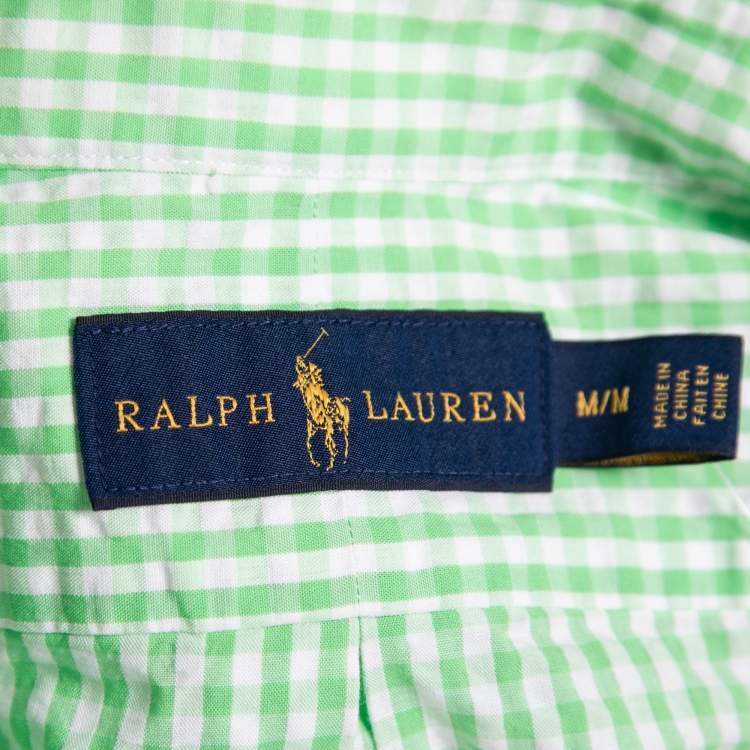 RALPH LAUREN
M/M
MADE IN
CHINA
FAIT EN
CHINE